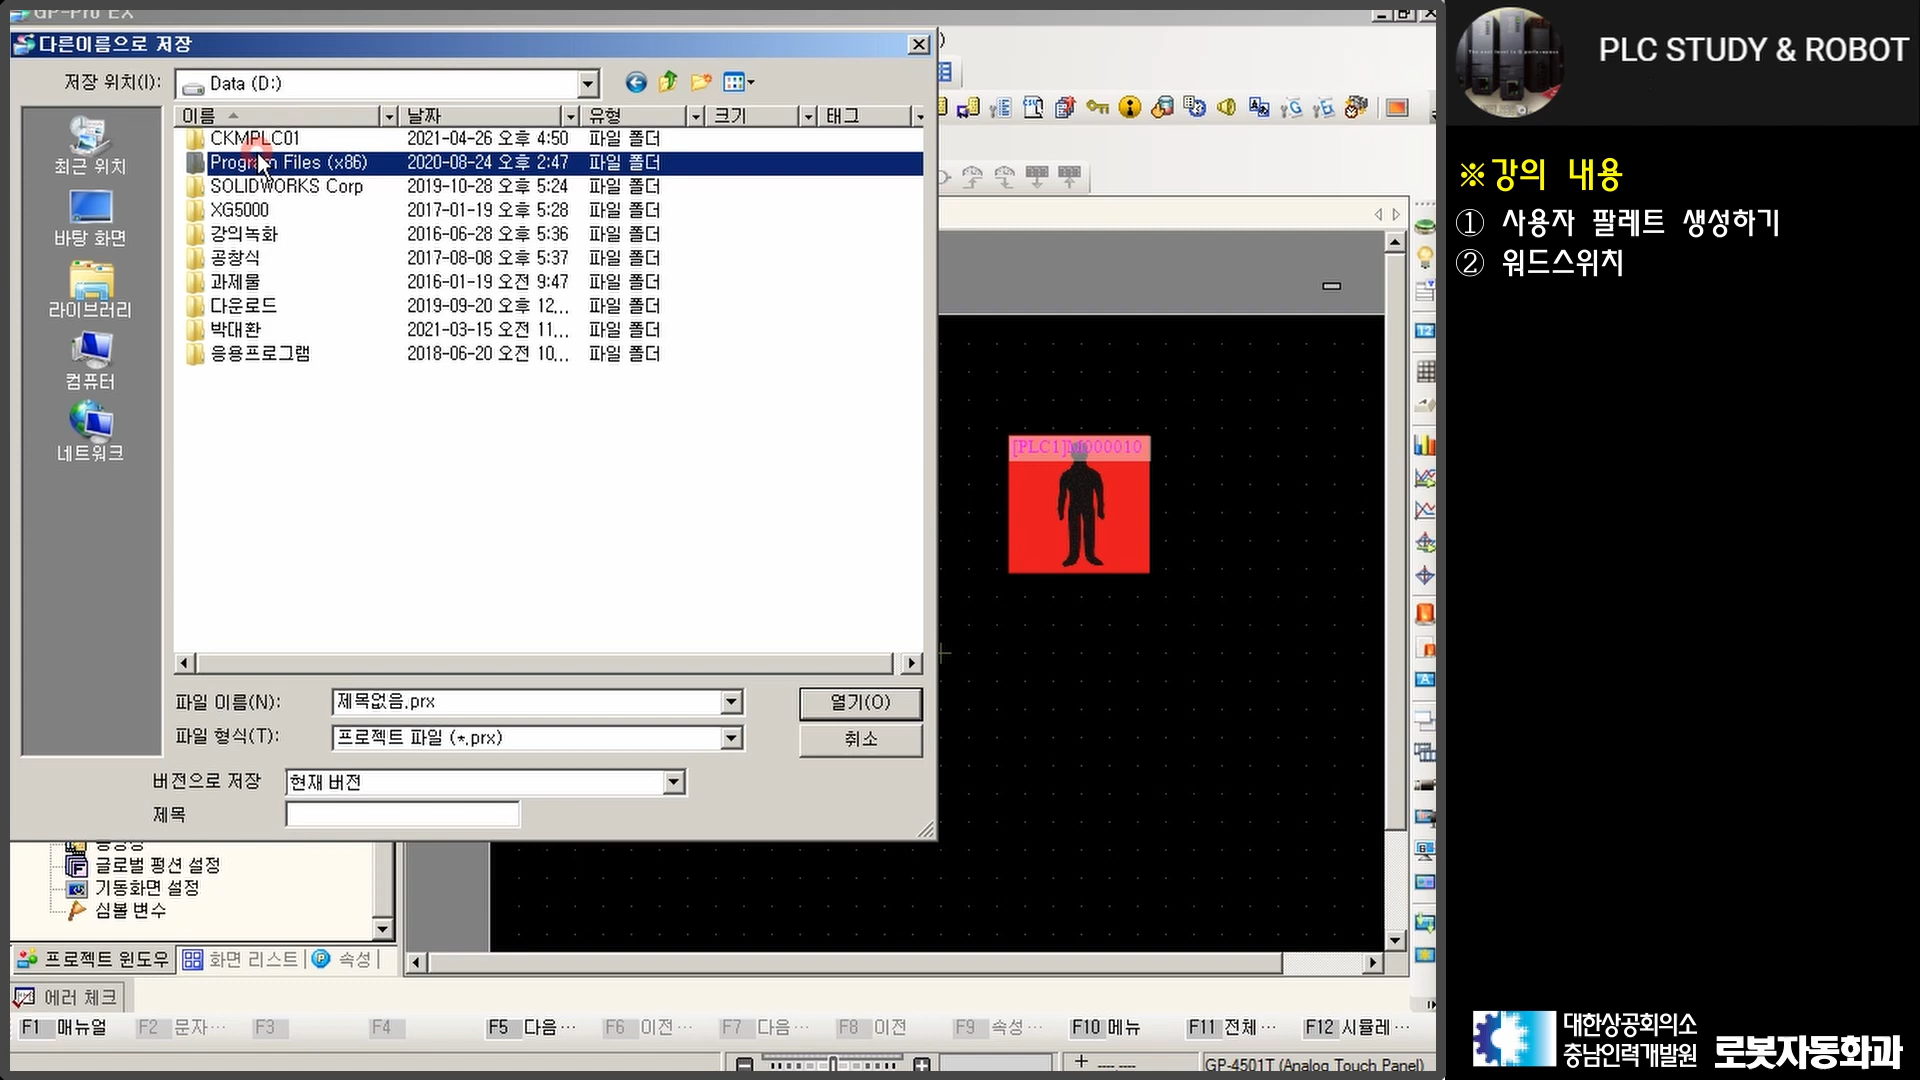 GP-Pro EX
다른이름으로 저장
저장 위치(I):
Data (D:)
이름 날짜 유형 크기 태그
CKMPLC01 2021-04-26 오후 4:50 파일 폴더
Program Files (x86) 2020-08-24 오후 2:47 파일 폴더
SOLIDWORKS Corp 2019-10-28 오후 5:24 파일 폴더
XG5000 2017-01-19 오후 5:28 파일 폴더
강의녹화 2016-06-28 오후 5:36 파일 폴더
공창식 2017-08-08 오후 5:37 파일 폴더
과제물 2016-01-19 오전 9:47 파일 폴더
다운로드 2019-09-20 오후 12,... 파일 폴더
박대환 2021-03-15 오전 11,... 파일 폴더
응용프로그램 2018-06-20 오전 10,... 파일 폴더
최근 위치
바탕 화면
라이브러리
컴퓨터
네트워크
파일 이름(N): 제목없음.prx 열기(O)
파일 형식(T): 프로젝트 파일 (*.prx) 취소
버전으로 저장 현재 버전
제목
[PLC1]M000010
글로벌 펑션 설정
기동화면 설정
심볼 변수
프로젝트 윈도우 화면 리스트 속성
에러 체크
F1 매뉴얼 F2 문자… F3 F4 F5 다음… F6 이전… F7 다음… F8 이전 F9 속성… F10 메뉴 F11 전체… F12 시뮬레…
GP-4501T (Analog Touch Panel)
PLC STUDY & ROBOT
※강의 내용
① 사용자 팔레트 생성하기
② 워드스위치
대한상공회의소
충남인력개발원 로봇자동화과